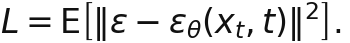 L = E[‖ε − ε_θ(x_t, t)‖²].